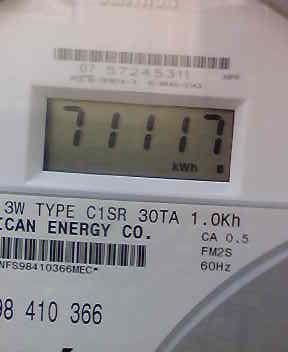 07 57245311
71117
kWh
3W TYPE C1SR 30TA 1.0Kh
ICAN ENERGY CO. CA 0.5
FM2S
NFS98410366MEC* 60Hz
98 410 366